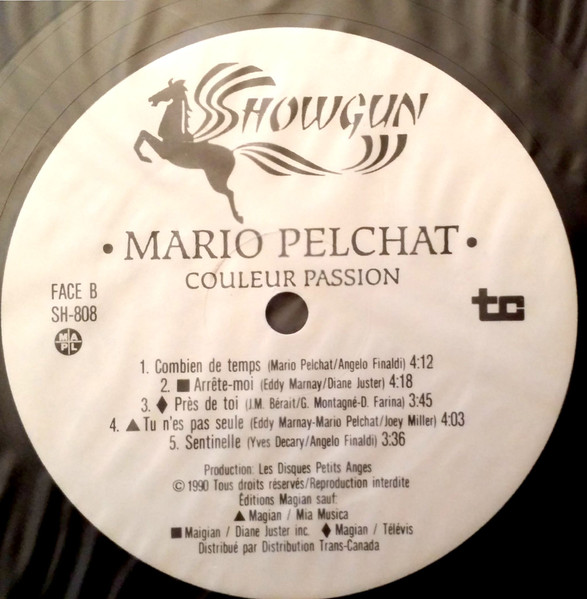 SHOWGUN
• MARIO PELCHAT •
COULEUR PASSION
FACE B
SH-808
MAPL
tc
1. Combien de temps (Mario Pelchat/Angelo Finaldi) 4:12
2. ■ Arrête-moi (Eddy Marnay/Diane Juster) 4:18
3. ♦ Près de toi (J.M. Bérait/G. Montagné-D. Farina) 3:45
4. ▲ Tu n'es pas seule (Eddy Marnay-Mario Pelchat/Joey Miller) 4:03
5. Sentinelle (Yves Decary/Angelo Finaldi) 3:36
Production: Les Disques Petits Anges
© 1990 Tous droits réservés/Reproduction interdite
Éditions Magian sauf:
▲ Magian / Mia Musica
■ Maigian / Diane Juster inc. ♦ Magian / Télévis
Distribué par Distribution Trans-Canada